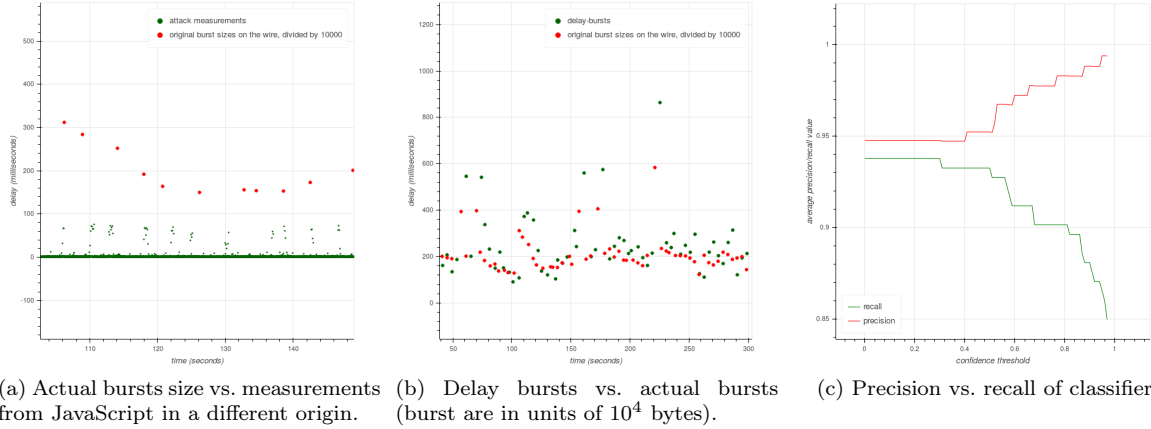 attack measurements
original burst sizes on the wire, divided by 10000
500
400
300
200
100
0
-100
delay (milliseconds)
110
120
130
140
time (seconds)
(a) Actual bursts size vs. measurements
from JavaScript in a different origin.
delay-bursts
original burst sizes on the wire, divided by 10000
1200
1000
800
600
400
200
0
delay (milliseconds)
50
100
150
200
250
300
time (seconds)
(b) Delay bursts vs. actual bursts
(burst are in units of 10^4 bytes).
1
0.95
0.9
0.85
average precision/recall value
recall
precision
0
0.2
0.4
0.6
0.8
1
confidence threshold
(c) Precision vs. recall of classifier